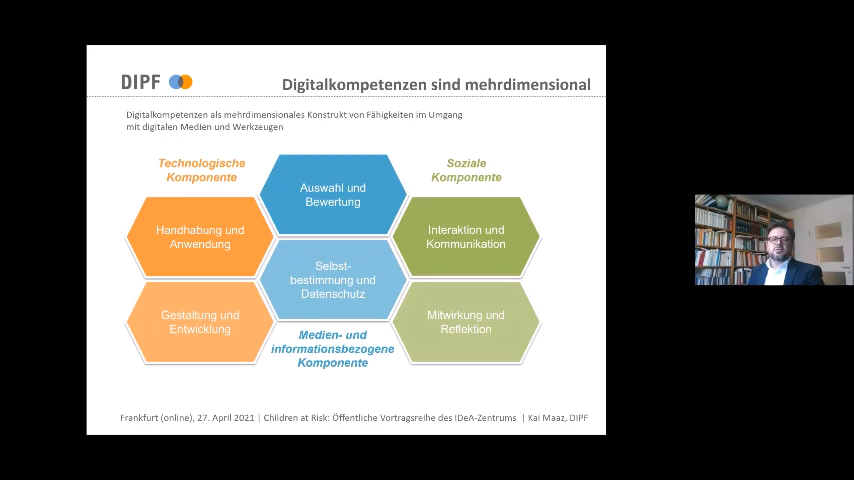 DIPF
Digitalkompetenzen sind mehrdimensional
Digitalkompetenzen als mehrdimensionales Konstrukt von Fähigkeiten im Umgang
mit digitalen Medien und Werkzeugen
Technologische
Komponente
Soziale
Komponente
Auswahl und
Bewertung
Handhabung und
Anwendung
Interaktion und
Kommunikation
Selbst-
bestimmung und
Datenschutz
Gestaltung und
Entwicklung
Mitwirkung und
Reflektion
Medien- und
informationsbezogene
Komponente
Frankfurt (online), 27. April 2021 | Children at Risk: Öffentliche Vortragsreihe des IDeA-Zentrums | Kai Maaz, DIPF